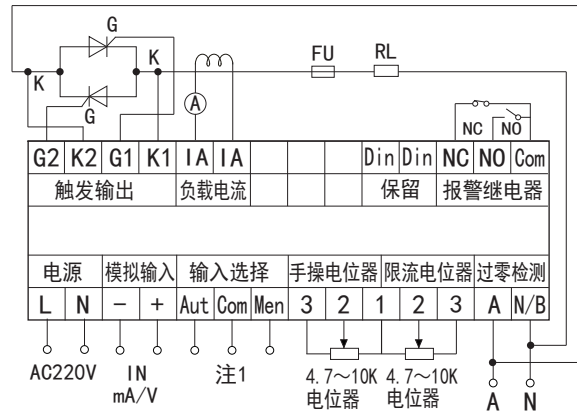 G
K
K
FU
RL
G
A
NC
NO
G2 K2 G1 K1 IA IA Din Din NC NO Com
触发输出 负载电流 保留 报警继电器
电源 模拟输入 输入选择 手操电位器 限流电位器 过零检测
L N − + Aut Com Men 3 2 1 2 3 A N/B
AC220V
IN
mA/V
注1
4.7～10K
电位器
4.7～10K
电位器
A N